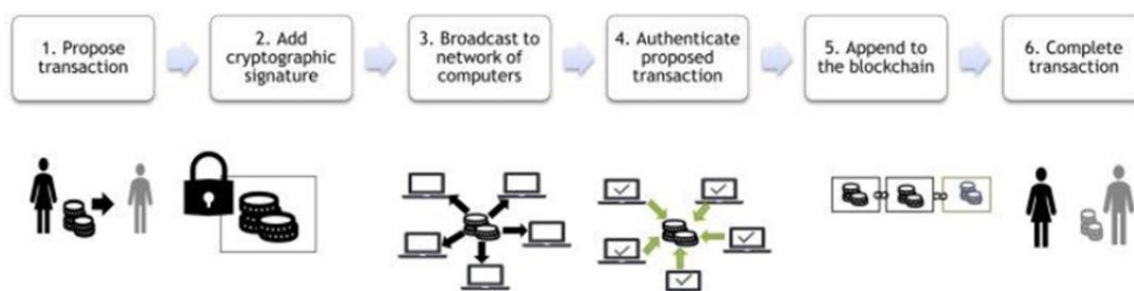 1. Propose
transaction
2. Add
cryptographic
signature
3. Broadcast to
network of
computers
4. Authenticate
proposed
transaction
5. Append to
the blockchain
6. Complete
transaction